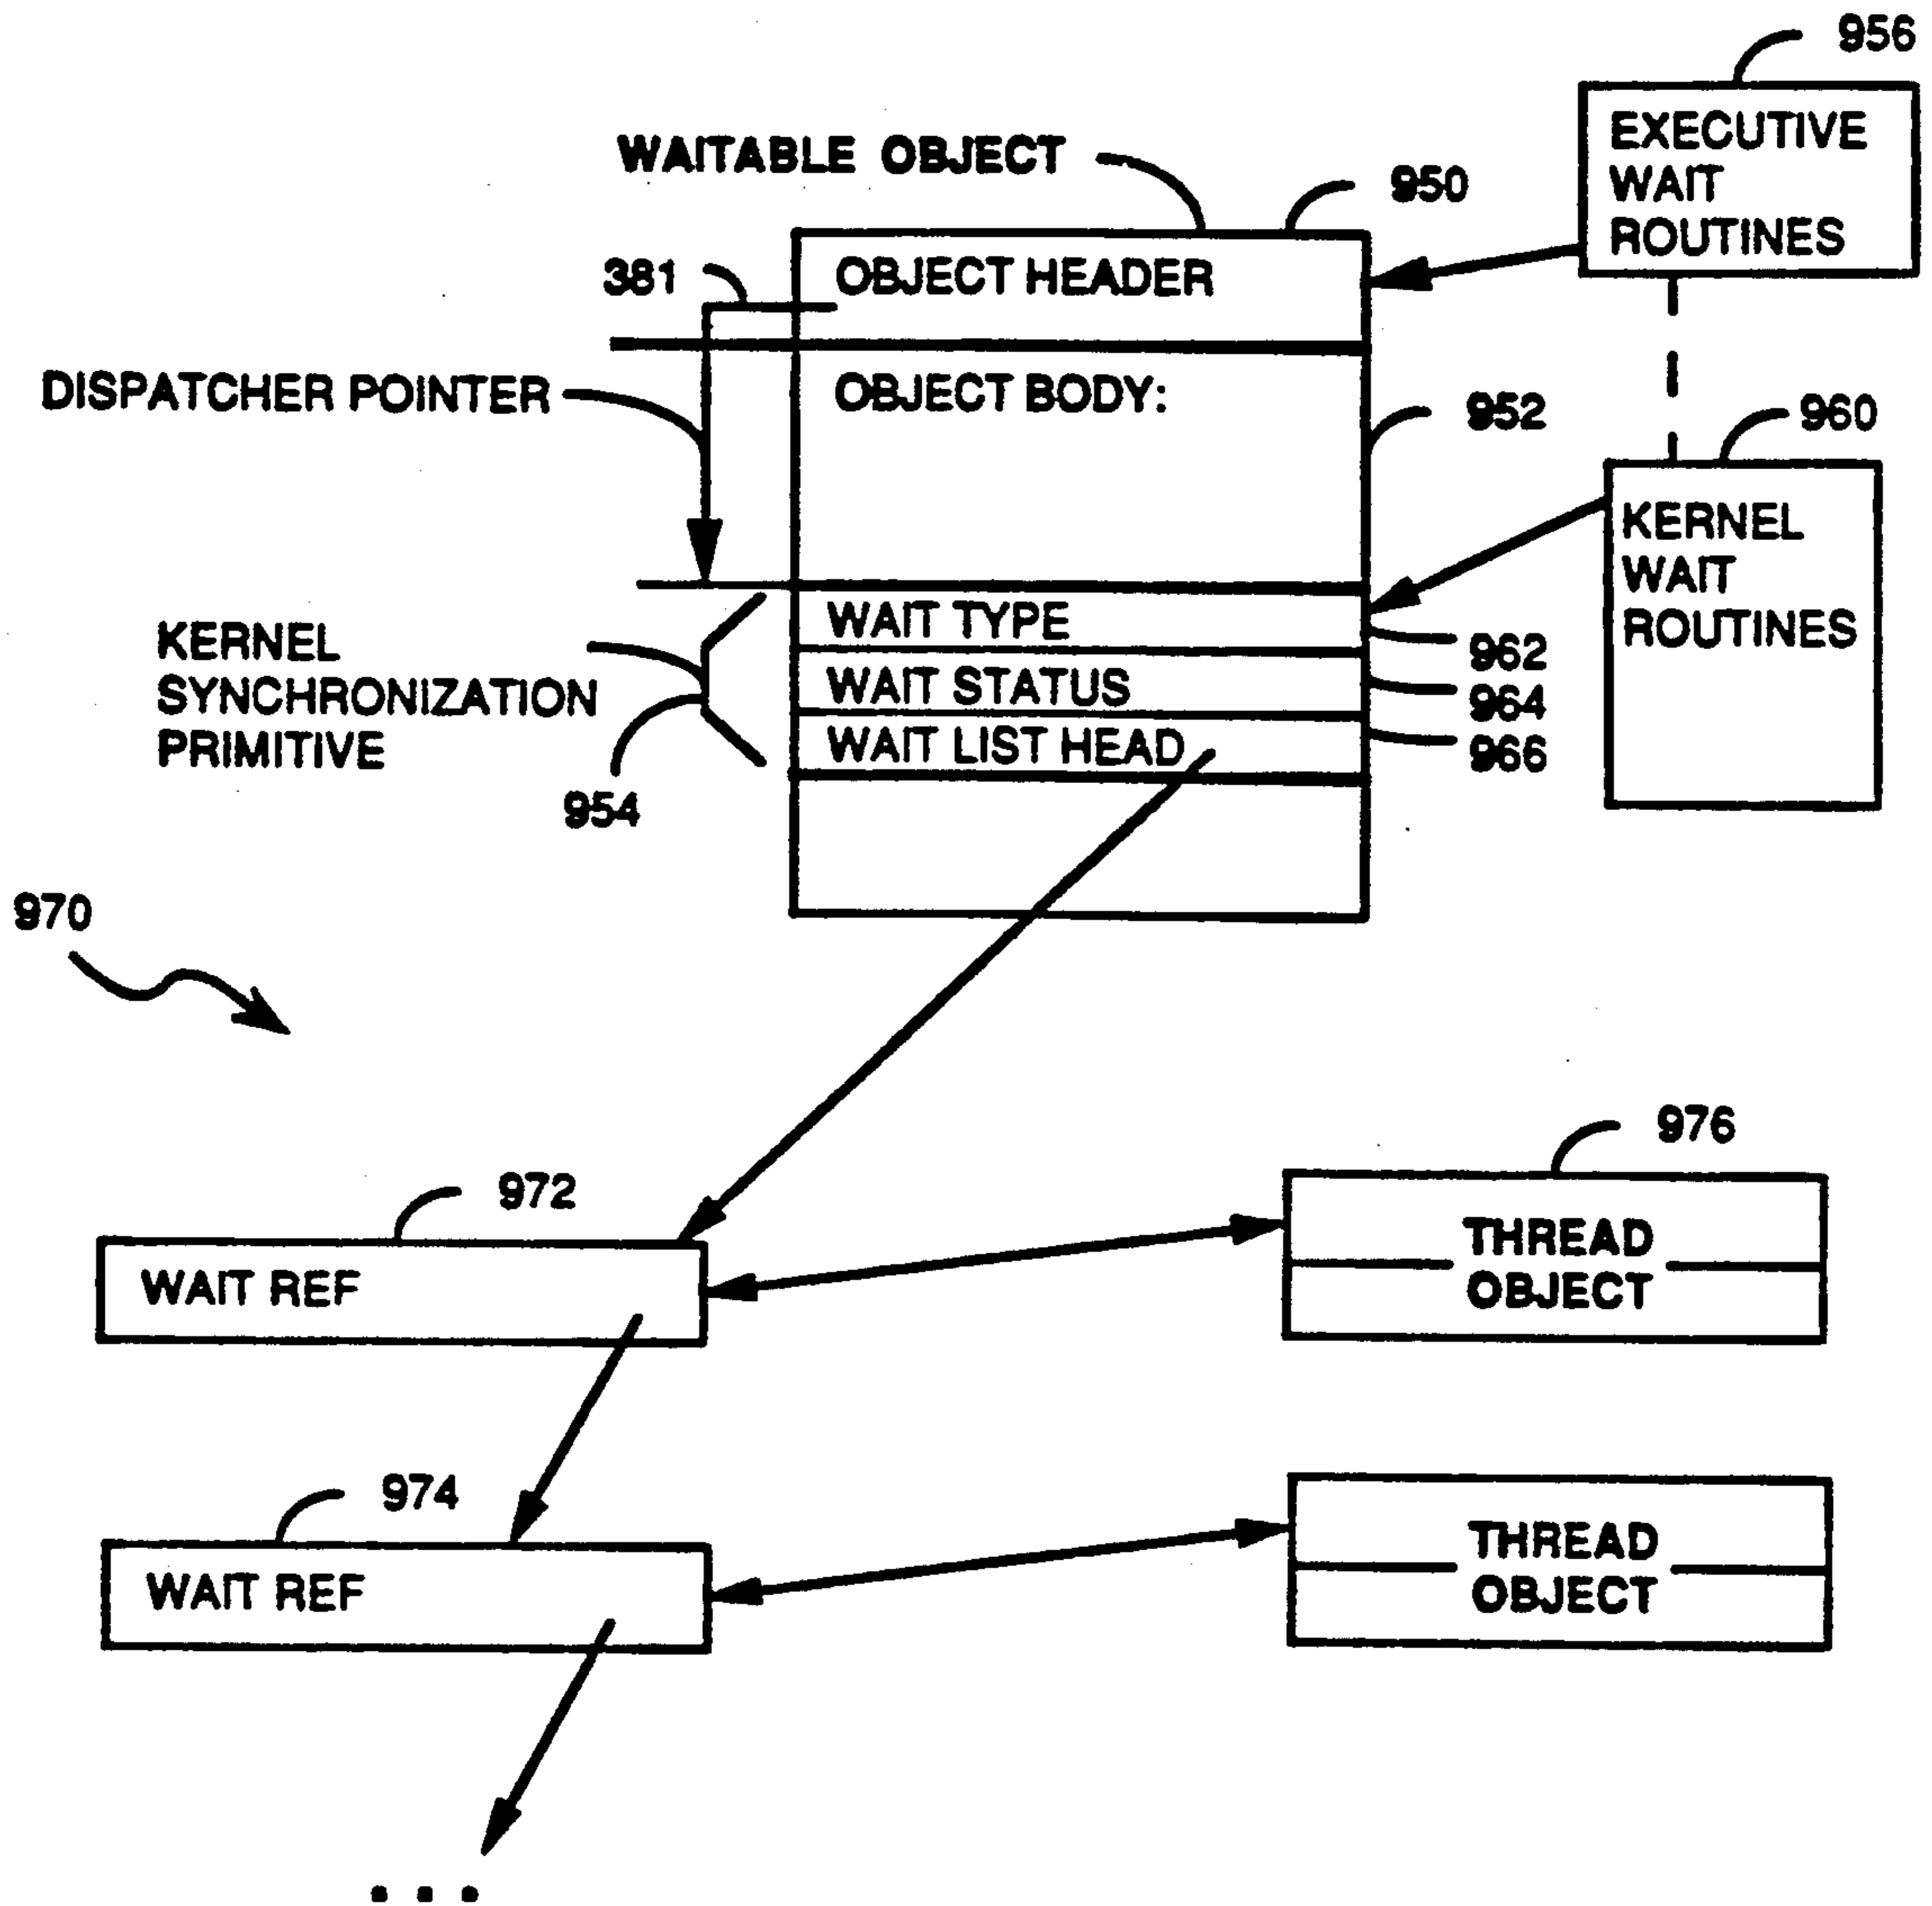 956
EXECUTIVE
WAIT
ROUTINES
WAITABLE OBJECT
950
381
OBJECT HEADER
DISPATCHER POINTER
OBJECT BODY:
952
960
KERNEL
WAIT
ROUTINES
WAIT TYPE
962
KERNEL
SYNCHRONIZATION
PRIMITIVE
WAIT STATUS
964
WAIT LIST HEAD
966
954
970
976
972
THREAD
OBJECT
WAIT REF
974
THREAD
OBJECT
WAIT REF
...